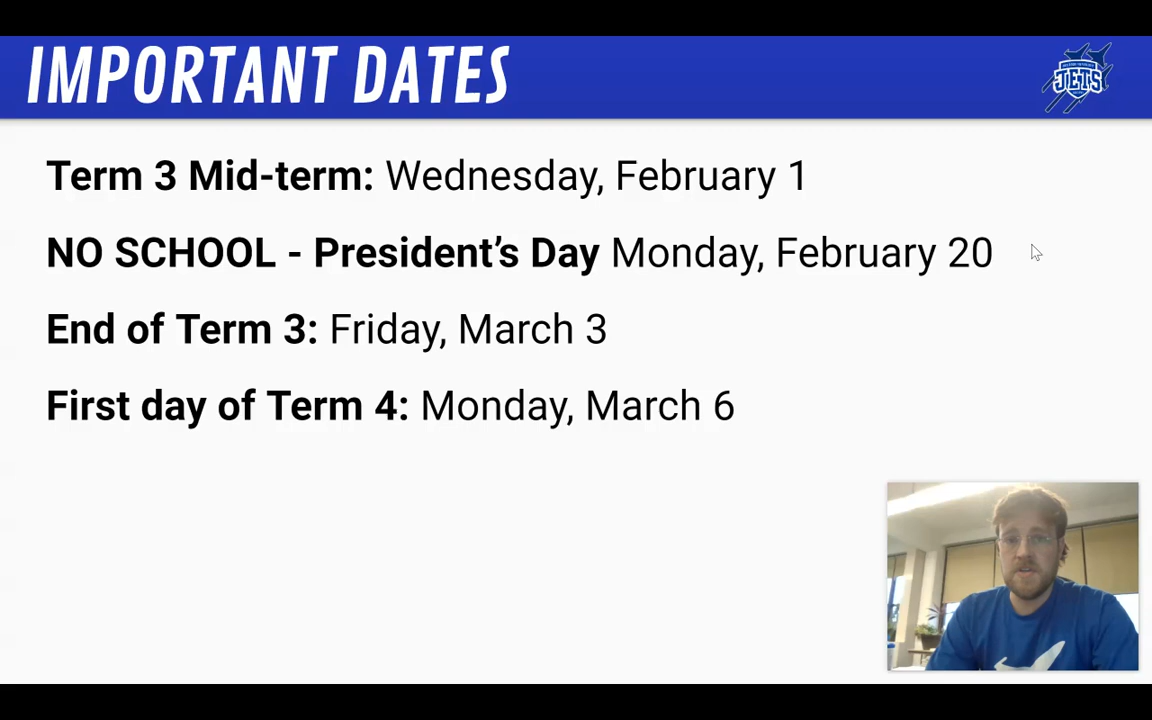 IMPORTANT DATES
JETS
Term 3 Mid-term: Wednesday, February 1
NO SCHOOL - President’s Day Monday, February 20
End of Term 3: Friday, March 3
First day of Term 4: Monday, March 6